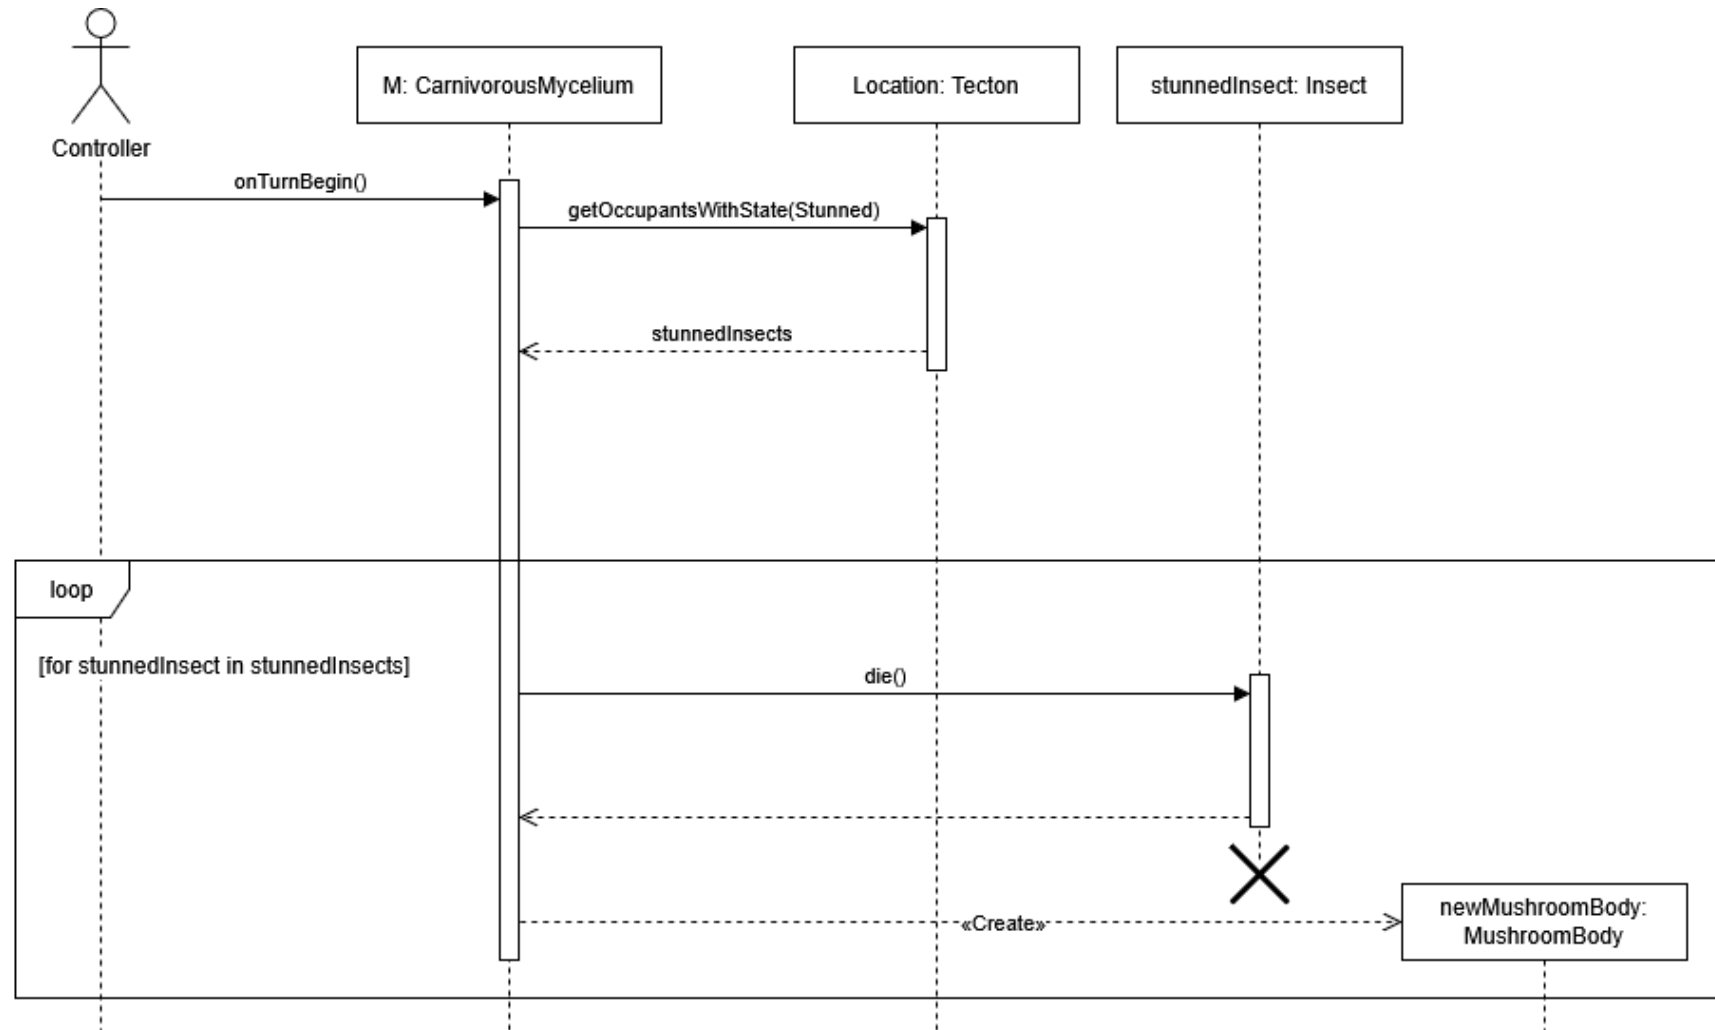 M: CarnivorousMycelium
Location: Tecton
stunnedInsect: Insect
Controller
onTurnBegin()
getOccupantsWithState(Stunned)
stunnedInsects
loop
[for stunnedInsect in stunnedInsects]
die()
«Create»
newMushroomBody:
MushroomBody